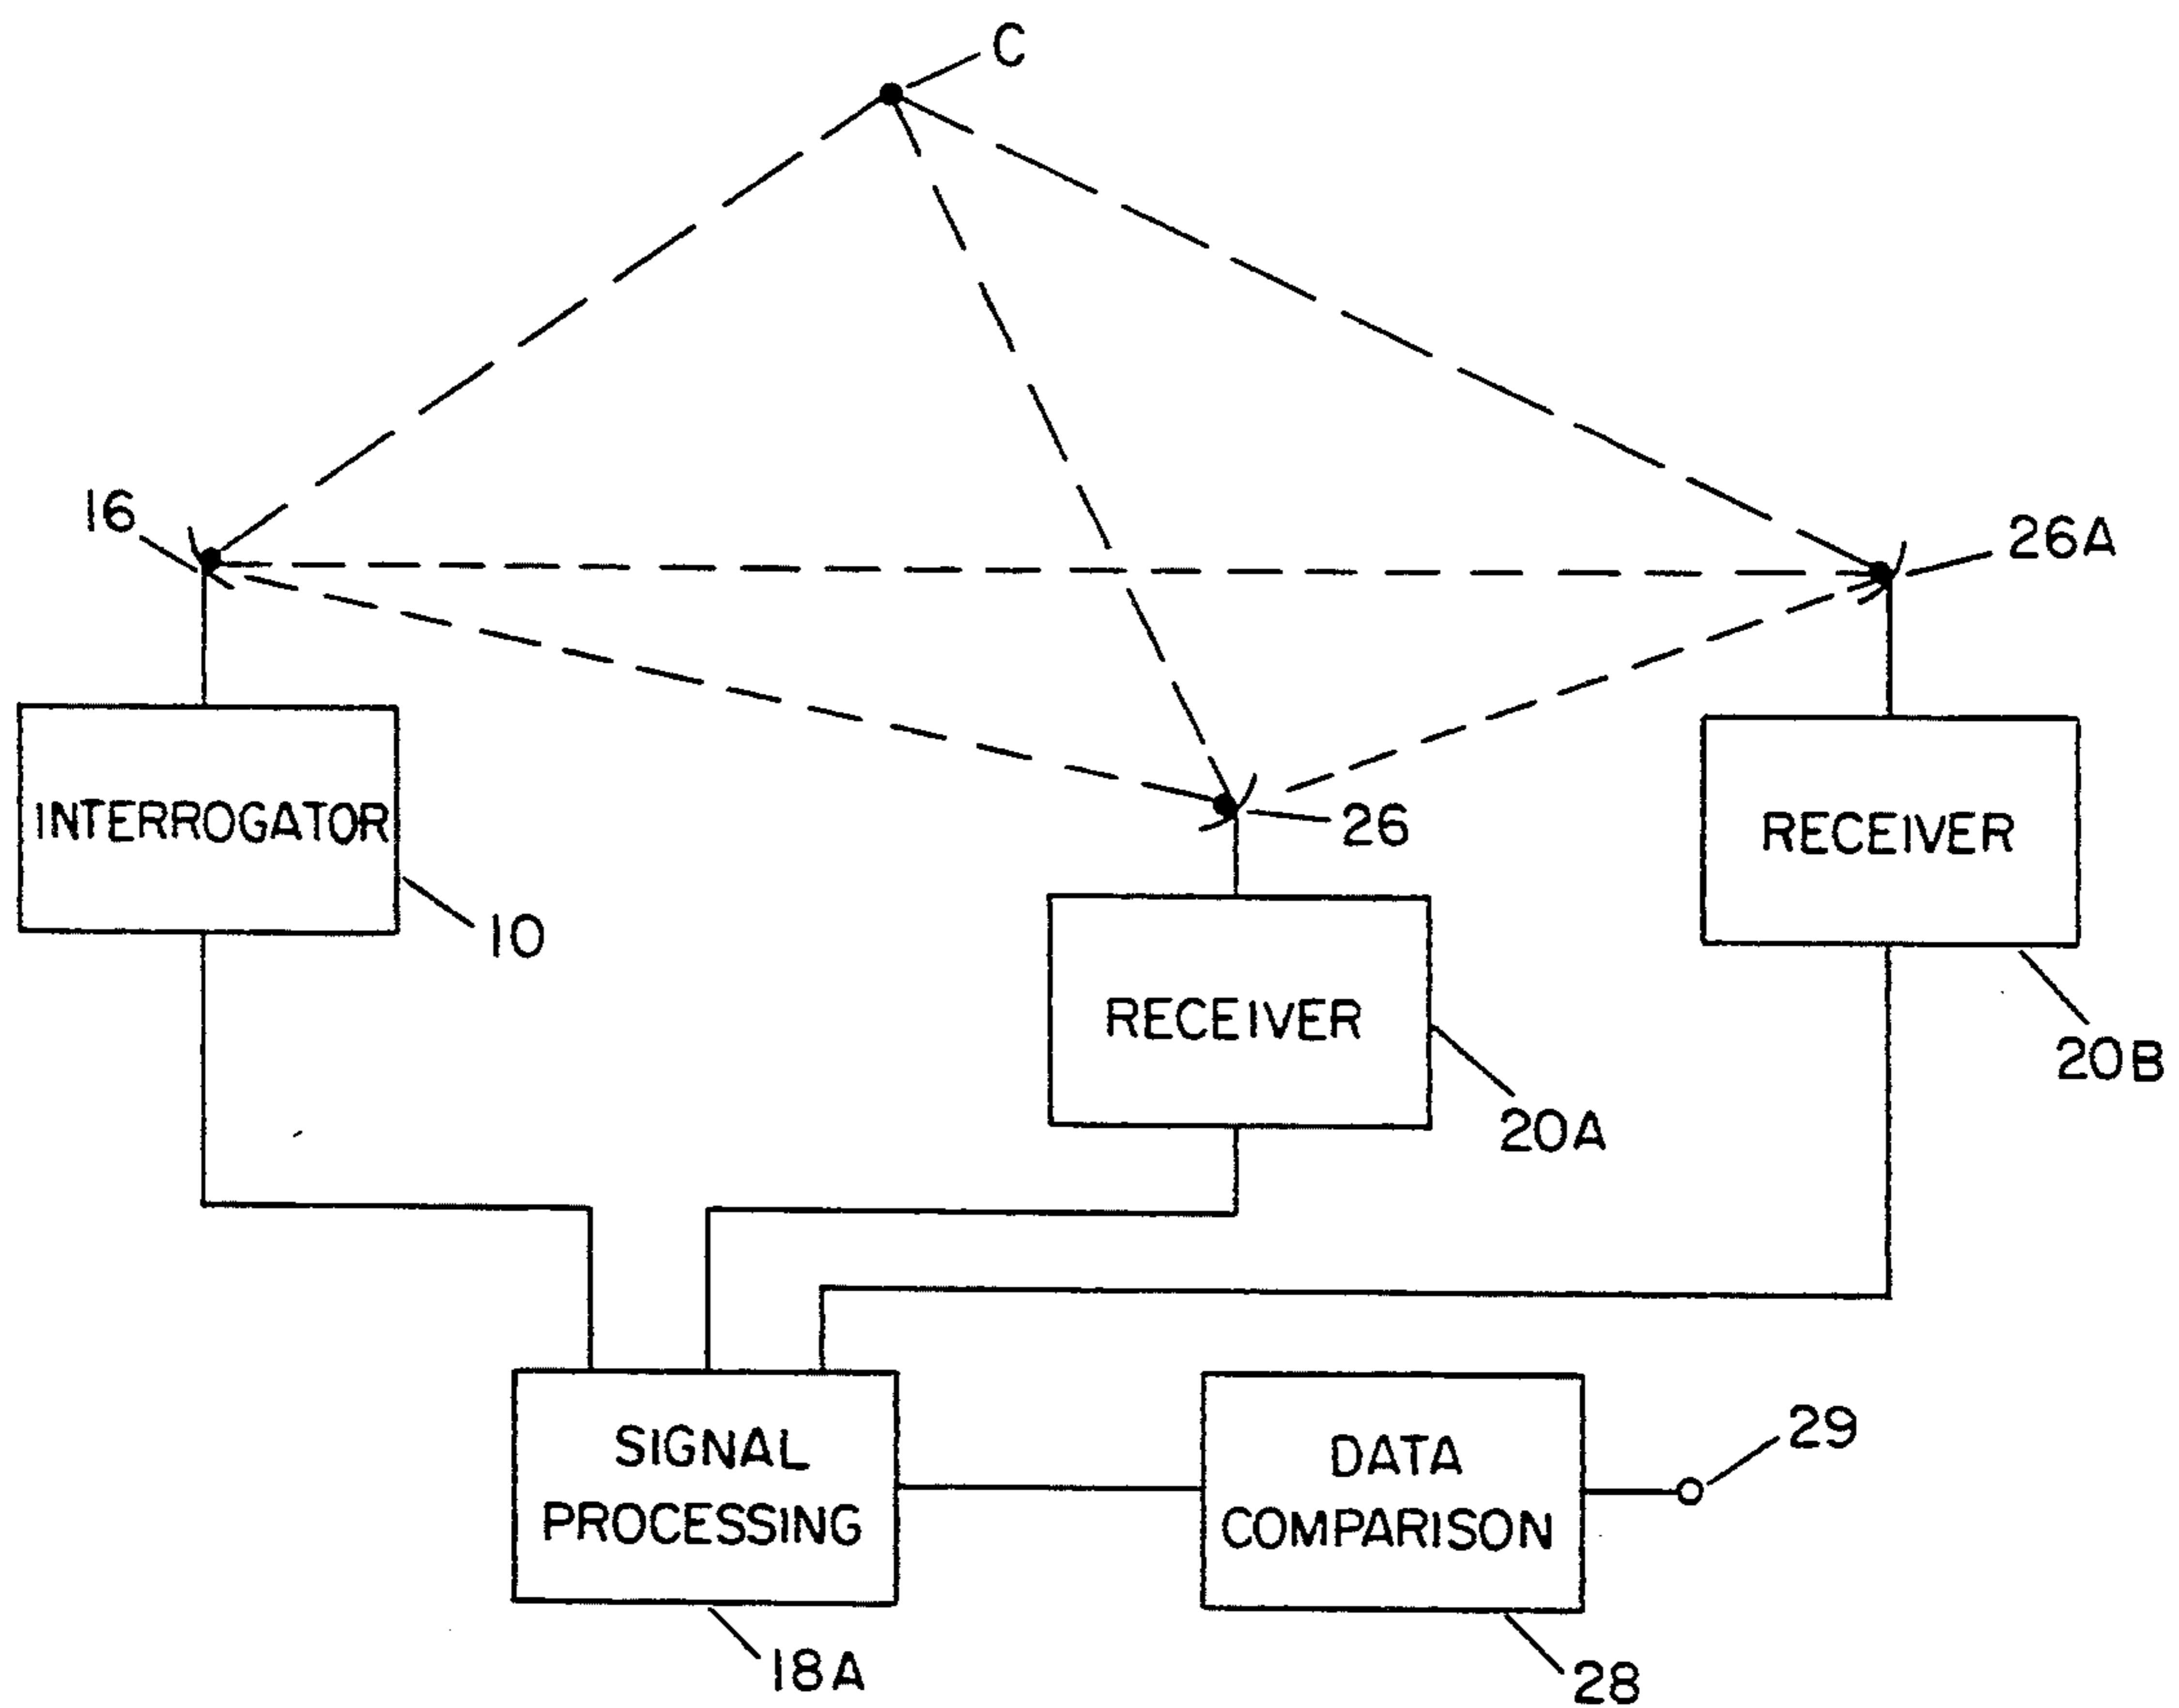 C
16
26A
INTERROGATOR
26
RECEIVER
10
RECEIVER
20B
20A
SIGNAL
PROCESSING
DATA
COMPARISON
29
18A
28